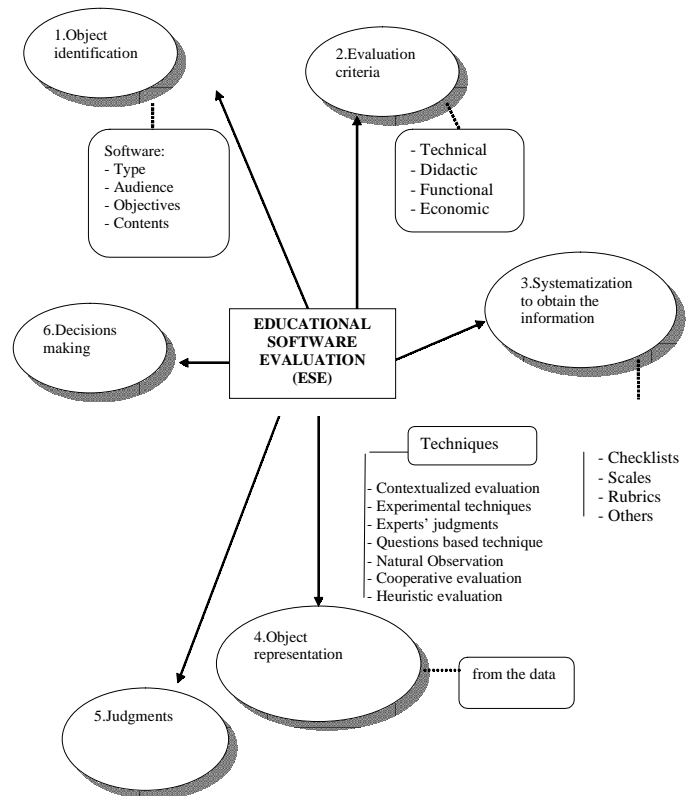 1.Object
identification
2.Evaluation
criteria
Software:
- Type
- Audience
- Objectives
- Contents
- Technical
- Didactic
- Functional
- Economic
3.Systematization
to obtain the
information
6.Decisions
making
EDUCATIONAL
SOFTWARE
EVALUATION
(ESE)
Techniques
- Contextualized evaluation
- Experimental techniques
- Experts’ judgments
- Questions based technique
- Natural Observation
- Cooperative evaluation
- Heuristic evaluation
- Checklists
- Scales
- Rubrics
- Others
4.Object
representation
from the data
5.Judgments